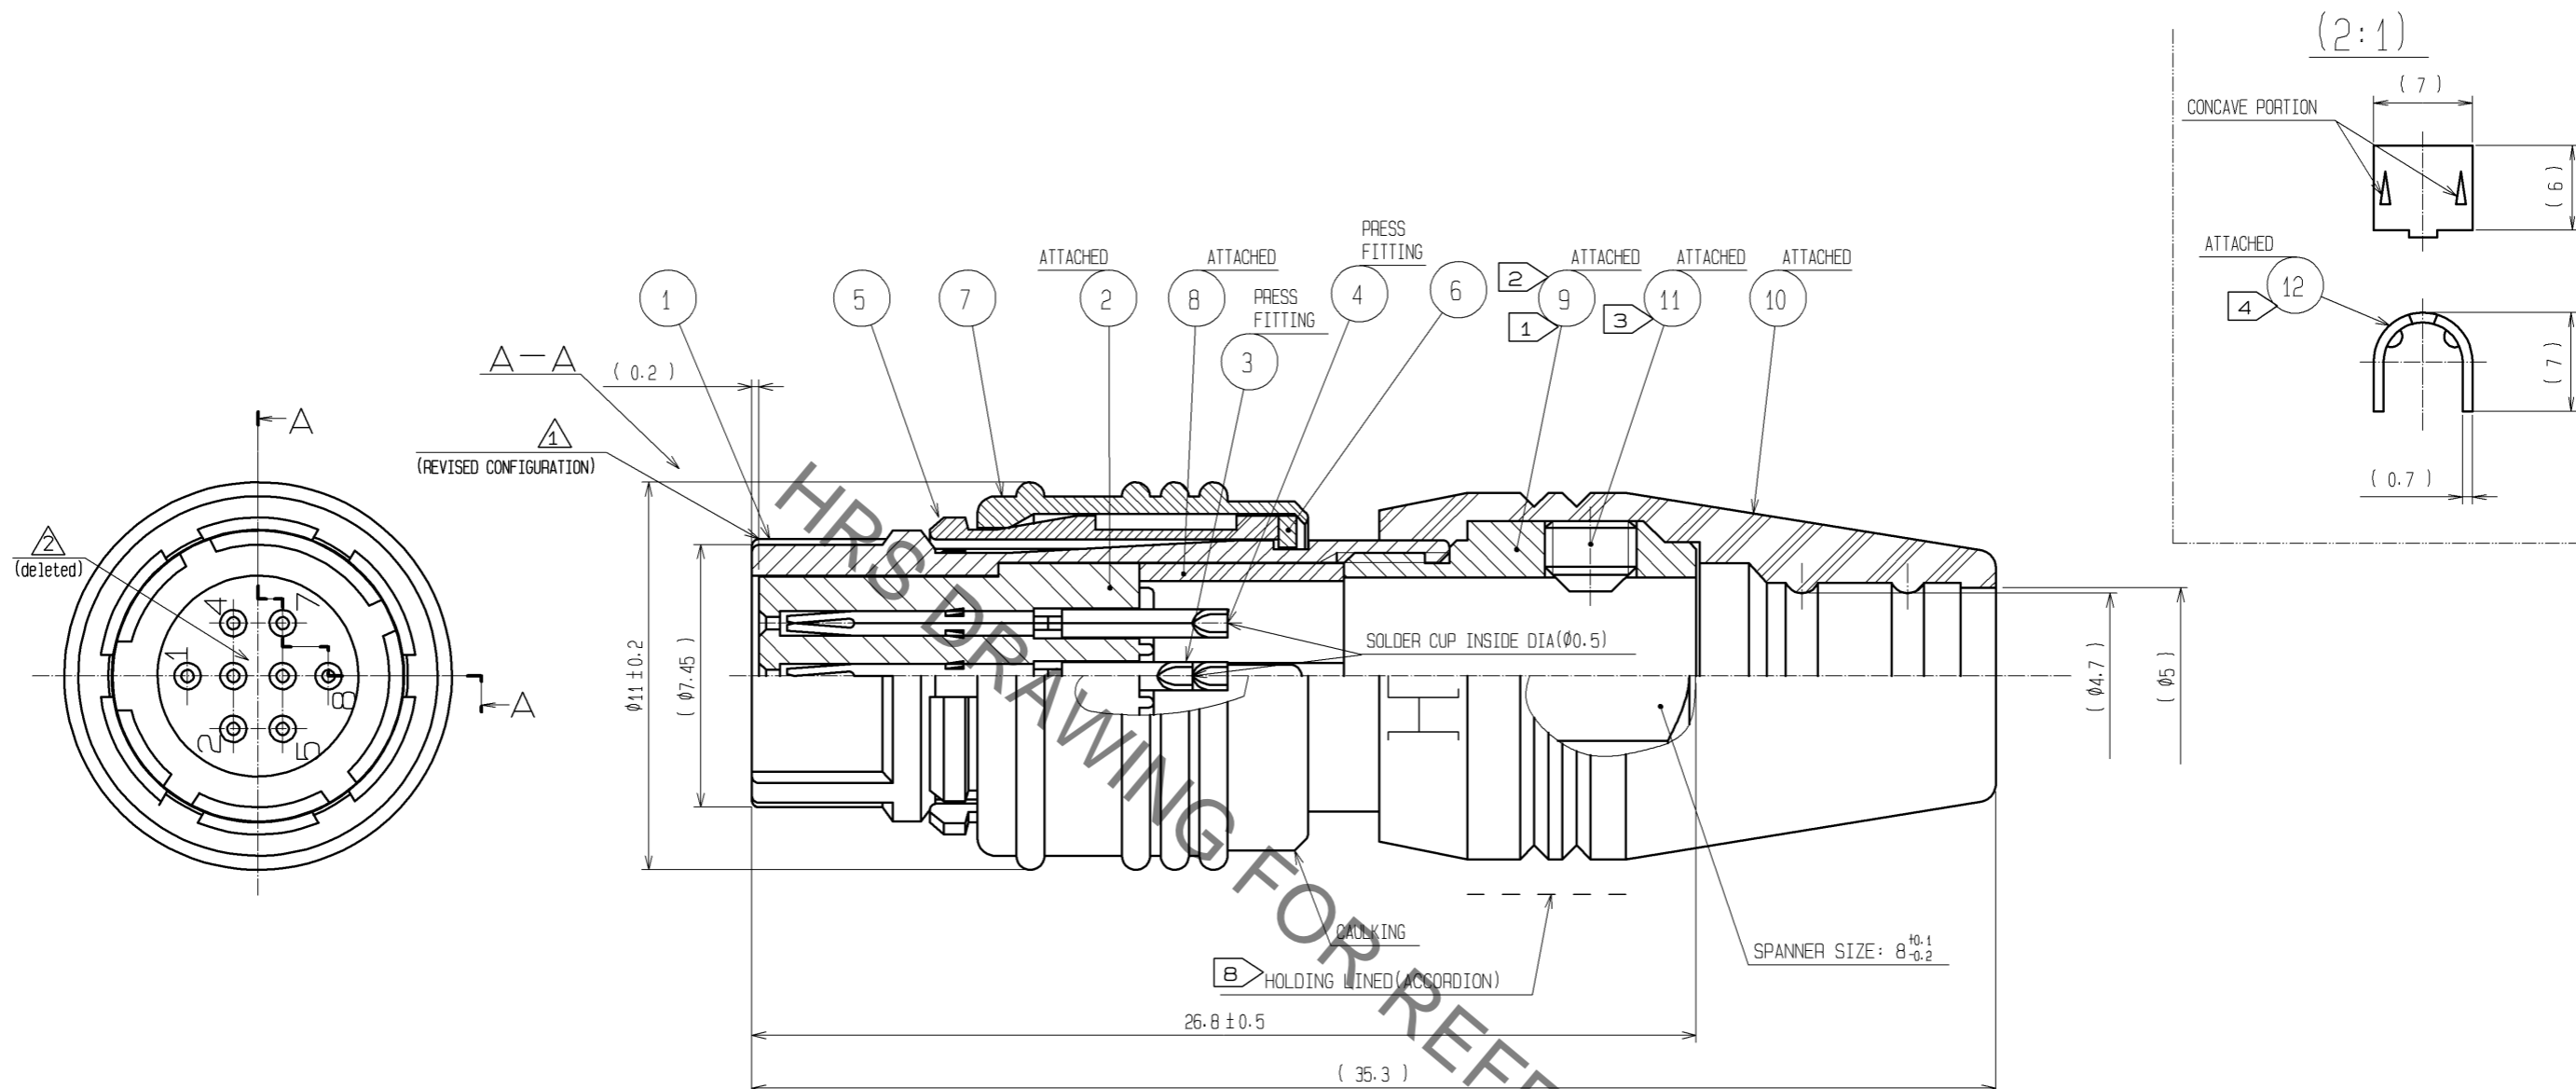 (2:1)
( 7 )
CONCAVE PORTION
( 6 )
ATTACHED
12
4
( 7 )
( 0.7 )
1
5
7
ATTACHED
2
ATTACHED
8
PRESS
FITTING
3
PRESS
FITTING
4
6
2
1
ATTACHED
9
3
ATTACHED
11
ATTACHED
10
A-A
( 0.2 )
1
(REVISED CONFIGURATION)
A
2
(deleted)
4
7
1
8
2
5
A
Ø11±0.2
( Ø7.45 )
SOLDER CUP INSIDE DIA(Ø0.5)
( Ø4.7 )
( Ø5 )
CAULKING
8
HOLDING LINED(ACCORDION)
SPANNER SIZE: 8 +0.1 -0.2
26.8±0.5
( 35.3 )
HRS DRAWING FOR REFE